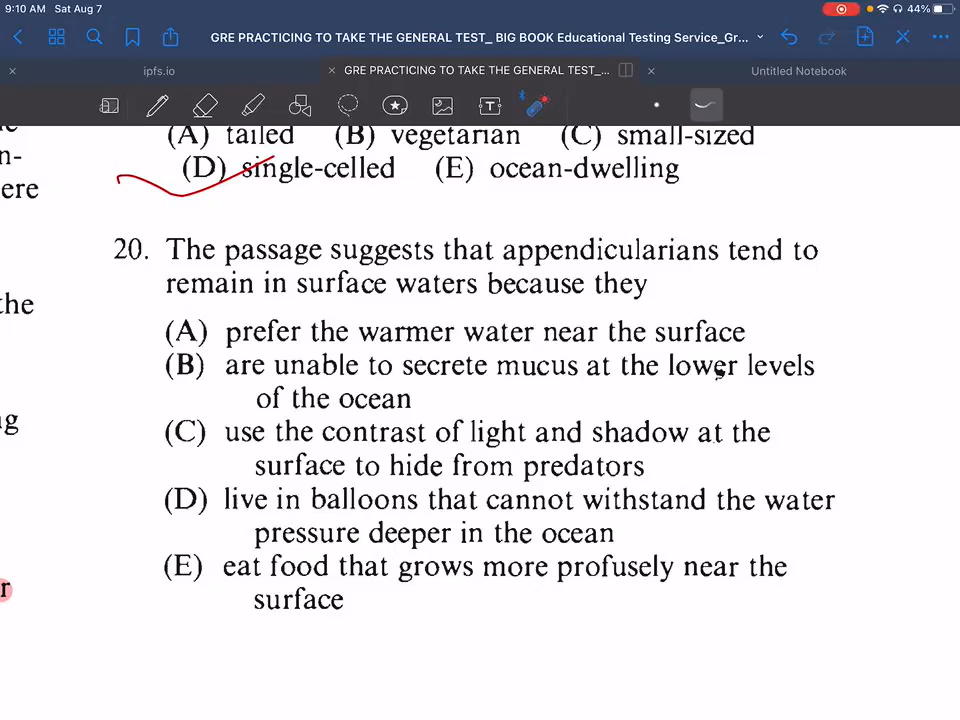 9:10 AM Sat Aug 7
44%
GRE PRACTICING TO TAKE THE GENERAL TEST_ BIG BOOK Educational Testing Service_Gr...
ipfs.io
GRE PRACTICING TO TAKE THE GENERAL TEST_...
Untitled Notebook
(A) tailed (B) vegetarian (C) small-sized
n-
(D) single-celled (E) ocean-dwelling
ere
20. The passage suggests that appendicularians tend to
remain in surface waters because they
the
(A) prefer the warmer water near the surface
(B) are unable to secrete mucus at the lower levels
of the ocean
(C) use the contrast of light and shadow at the
surface to hide from predators
(D) live in balloons that cannot withstand the water
pressure deeper in the ocean
(E) eat food that grows more profusely near the
surface
r